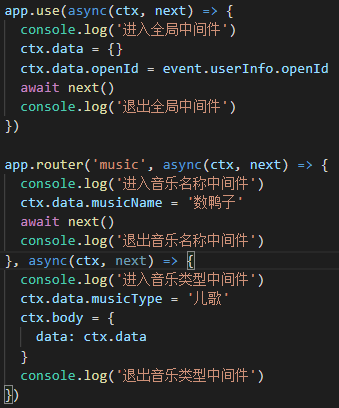 app.use(async(ctx, next) => {
  console.log('进入全局中间件')
  ctx.data = {}
  ctx.data.openId = event.userInfo.openId
  await next()
  console.log('退出全局中间件')
})

app.router('music', async(ctx, next) => {
  console.log('进入音乐名称中间件')
  ctx.data.musicName = '数鸭子'
  await next()
  console.log('退出音乐名称中间件')
}, async(ctx, next) => {
  console.log('进入音乐类型中间件')
  ctx.data.musicType = '儿歌'
  ctx.body = {
    data: ctx.data
  }
  console.log('退出音乐类型中间件')
})